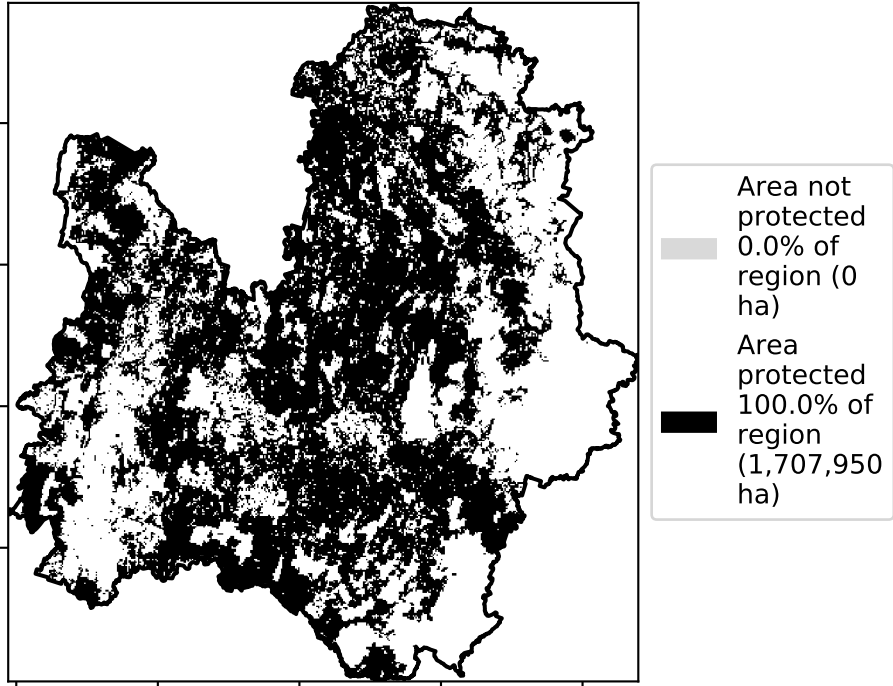 Area not
protected
0.0% of
region (0
ha)
Area
protected
100.0% of
region
(1,707,950
ha)